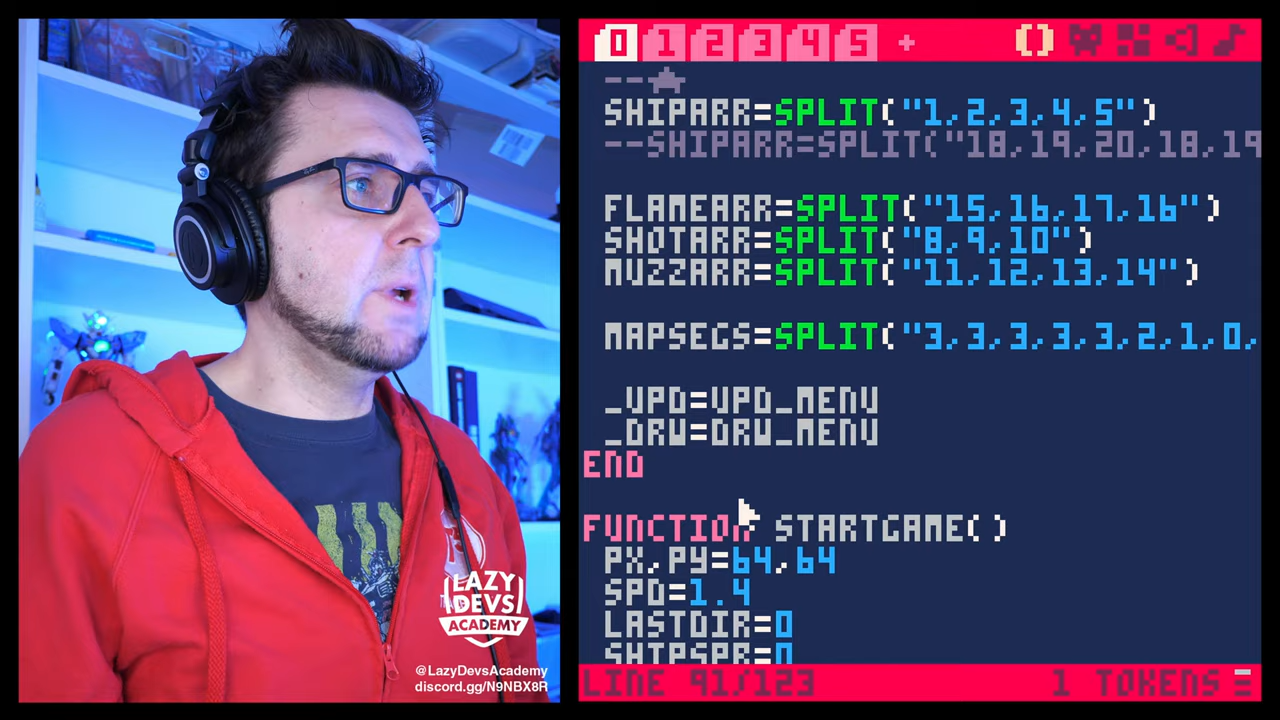 0 1 2 3 4 5 +
SHIPARR=SPLIT("1,2,3,4,5")
--SHIPARR=SPLIT("18,19,20,18,19
FLAMEARR=SPLIT("15,16,17,16")
SHOTARR=SPLIT("8,9,10")
MUZZARR=SPLIT("11,12,13,14")
MAPSEGS=SPLIT("3,3,3,3,3,2,1,0,
_UPD=UPD_MENU
_DRW=DRW_MENU
END
FUNCTION STARTGAME()
PX,PY=64,64
SPD=1.4
LASTDIR=0
SHIPSPR=0
LINE 91/123 1 TOKENS
LAZY
DEVS
ACADEMY
@LazyDevsAcademy
discord.gg/N9NBX8R